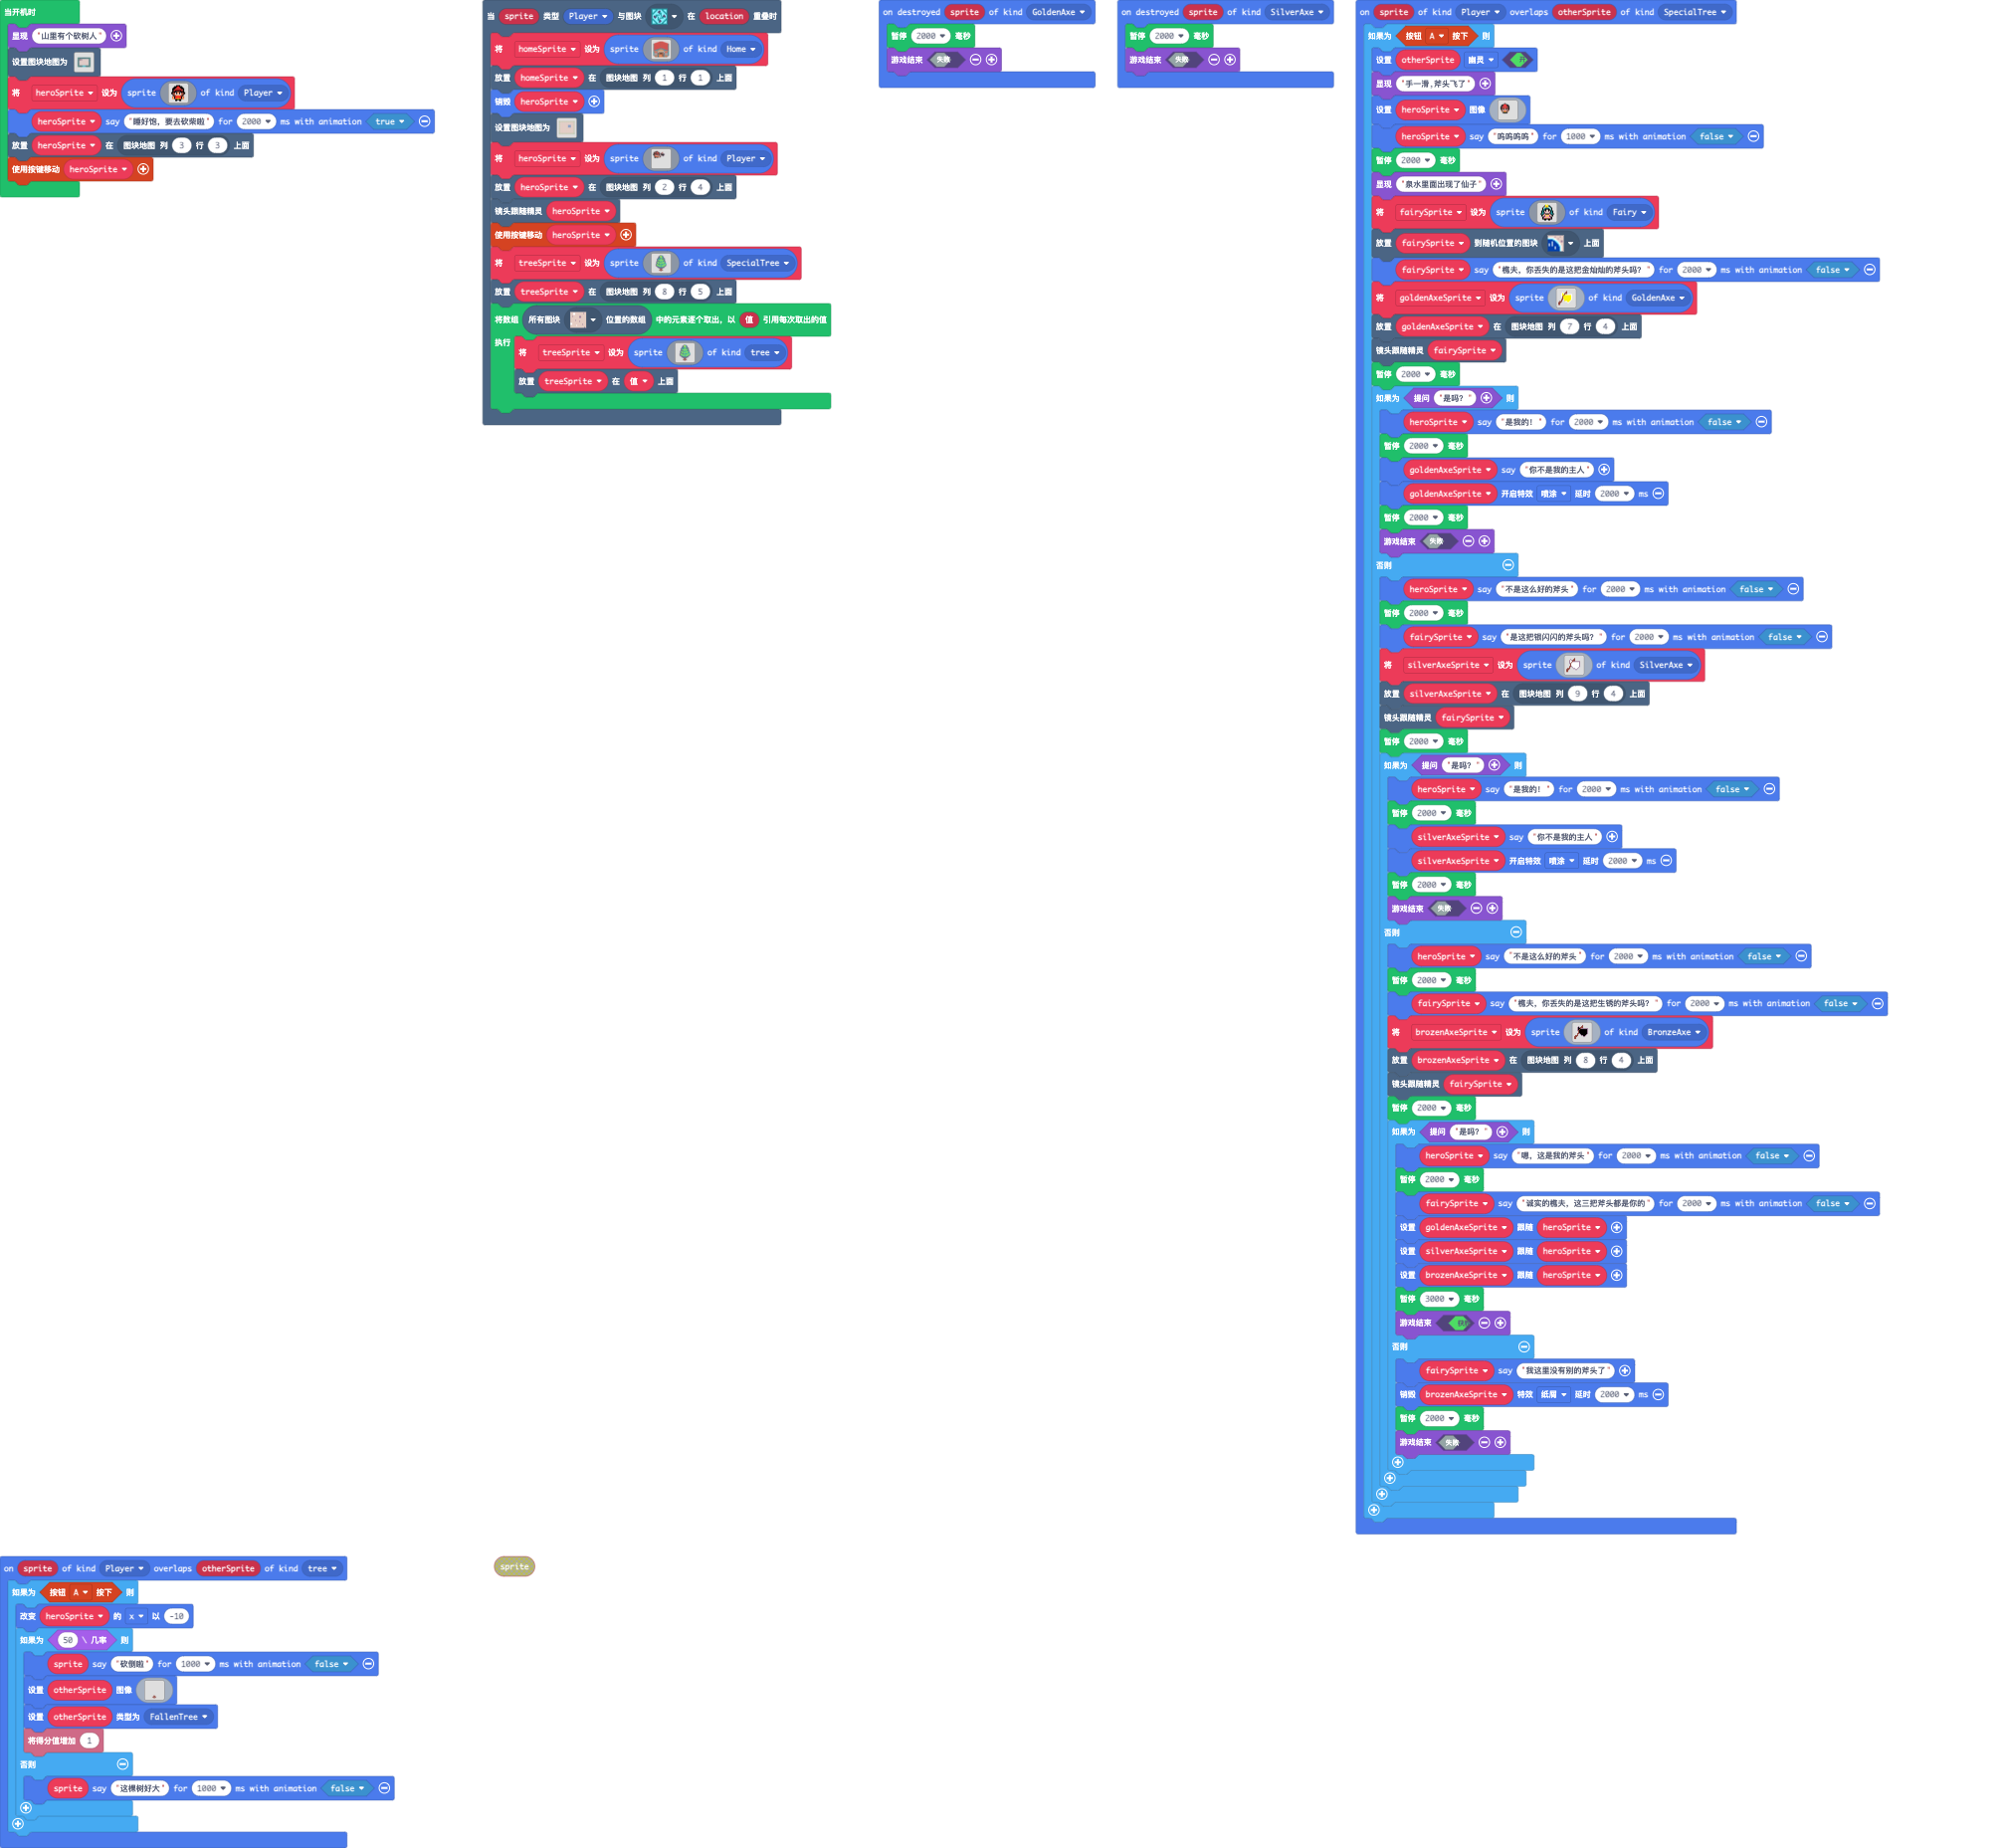 当开机时
显现 "山里有个砍树人"
设置图块地图为
将 heroSprite 设为 sprite of kind Player
heroSprite say "睡好饱，要去砍柴啦" for 2000 ms with animation true
放置 heroSprite 在 图块地图 列 3 行 3 上面
使用按键移动 heroSprite
当 sprite 类型 Player 与图块 在 location 重叠时
将 homeSprite 设为 sprite of kind Home
放置 homeSprite 在 图块地图 列 1 行 1 上面
销毁 heroSprite
设置图块地图为
将 heroSprite 设为 sprite of kind Player
放置 heroSprite 在 图块地图 列 2 行 4 上面
镜头跟随精灵 heroSprite
使用按键移动 heroSprite
将 treeSprite 设为 sprite of kind SpecialTree
放置 treeSprite 在 图块地图 列 8 行 5 上面
将数组 所有图块 位置的数组 中的元素逐个取出，以 值 引用每次取出的值
执行
将 treeSprite 设为 sprite of kind tree
放置 treeSprite 在 值 上面
on destroyed sprite of kind GoldenAxe
暂停 2000 毫秒
游戏结束 失败
on destroyed sprite of kind SilverAxe
暂停 2000 毫秒
游戏结束 失败
on sprite of kind Player overlaps otherSprite of kind SpecialTree
如果为 按钮 A 按下 则
设置 otherSprite 幽灵
显现 "手一滑,斧头飞了"
设置 heroSprite 图像
heroSprite say "呜呜呜呜" for 1000 ms with animation false
暂停 2000 毫秒
显现 "泉水里面出现了仙子"
将 fairySprite 设为 sprite of kind Fairy
放置 fairySprite 到随机位置的图块 上面
fairySprite say "樵夫，你丢失的是这把金灿灿的斧头吗？" for 2000 ms with animation false
将 goldenAxeSprite 设为 sprite of kind GoldenAxe
放置 goldenAxeSprite 在 图块地图 列 7 行 4 上面
镜头跟随精灵 fairySprite
暂停 2000 毫秒
如果为 提问 "是吗？" 则
heroSprite say "是我的！" for 2000 ms with animation false
暂停 2000 毫秒
goldenAxeSprite say "你不是我的主人"
goldenAxeSprite 开启特效 喷涂 延时 2000 ms
暂停 2000 毫秒
游戏结束 失败
否则
heroSprite say "不是这么好的斧头" for 2000 ms with animation false
暂停 2000 毫秒
fairySprite say "是这把银闪闪的斧头吗？" for 2000 ms with animation false
将 silverAxeSprite 设为 sprite of kind SilverAxe
放置 silverAxeSprite 在 图块地图 列 9 行 4 上面
镜头跟随精灵 fairySprite
暂停 2000 毫秒
如果为 提问 "是吗？" 则
heroSprite say "是我的！" for 2000 ms with animation false
暂停 2000 毫秒
silverAxeSprite say "你不是我的主人"
silverAxeSprite 开启特效 喷涂 延时 2000 ms
暂停 2000 毫秒
游戏结束 失败
否则
heroSprite say "不是这么好的斧头" for 2000 ms with animation false
暂停 2000 毫秒
fairySprite say "樵夫，你丢失的是这把生锈的斧头吗？" for 2000 ms with animation false
将 brozenAxeSprite 设为 sprite of kind BronzeAxe
放置 brozenAxeSprite 在 图块地图 列 8 行 4 上面
镜头跟随精灵 fairySprite
暂停 2000 毫秒
如果为 提问 "是吗？" 则
heroSprite say "嗯，这是我的斧头" for 2000 ms with animation false
暂停 2000 毫秒
fairySprite say "诚实的樵夫，这三把斧头都是你的" for 2000 ms with animation false
设置 goldenAxeSprite 跟随 heroSprite
设置 silverAxeSprite 跟随 heroSprite
设置 brozenAxeSprite 跟随 heroSprite
暂停 3000 毫秒
游戏结束
否则
fairySprite say "我这里没有别的斧头了"
销毁 brozenAxeSprite 特效 纸屑 延时 2000 ms
暂停 2000 毫秒
游戏结束 失败
on sprite of kind Player overlaps otherSprite of kind tree
如果为 按钮 A 按下 则
改变 heroSprite 的 x 以 -10
如果为 50 \ 几率 则
sprite say "砍倒啦" for 1000 ms with animation false
设置 otherSprite 图像
设置 otherSprite 类型为 FallenTree
将得分值增加 1
否则
sprite say "这棵树好大" for 1000 ms with animation false
sprite